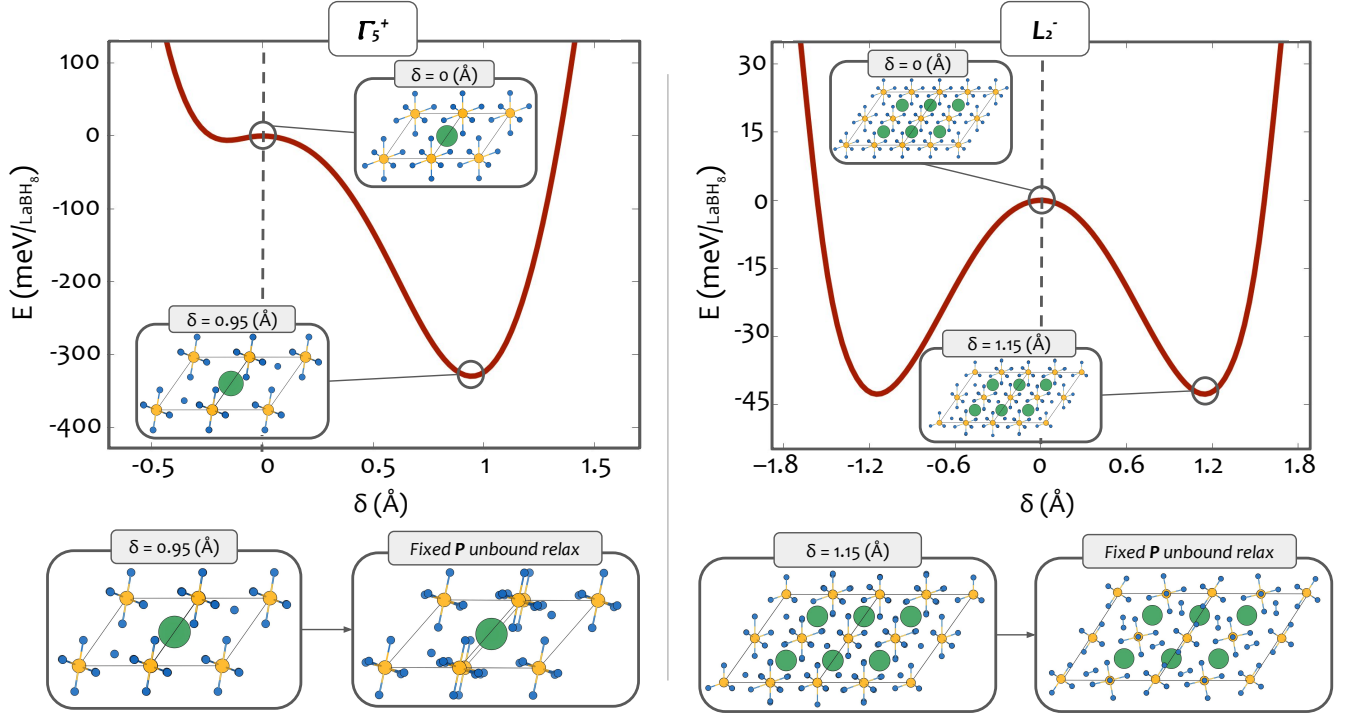 Γ₅⁺
E (meV/LaBH₈)
100
0
-100
-200
-300
-400
δ = 0 (Å)
δ = 0.95 (Å)
-0.5
0
0.5
1
1.5
δ (Å)
δ = 0.95 (Å)
Fixed P unbound relax
L₂⁻
E (meV/LaBH₈)
30
15
0
-15
-30
-45
δ = 0 (Å)
δ = 1.15 (Å)
−1.8
-1.2
-0.6
0
0.6
1.2
1.8
δ (Å)
δ = 1.15 (Å)
Fixed P unbound relax